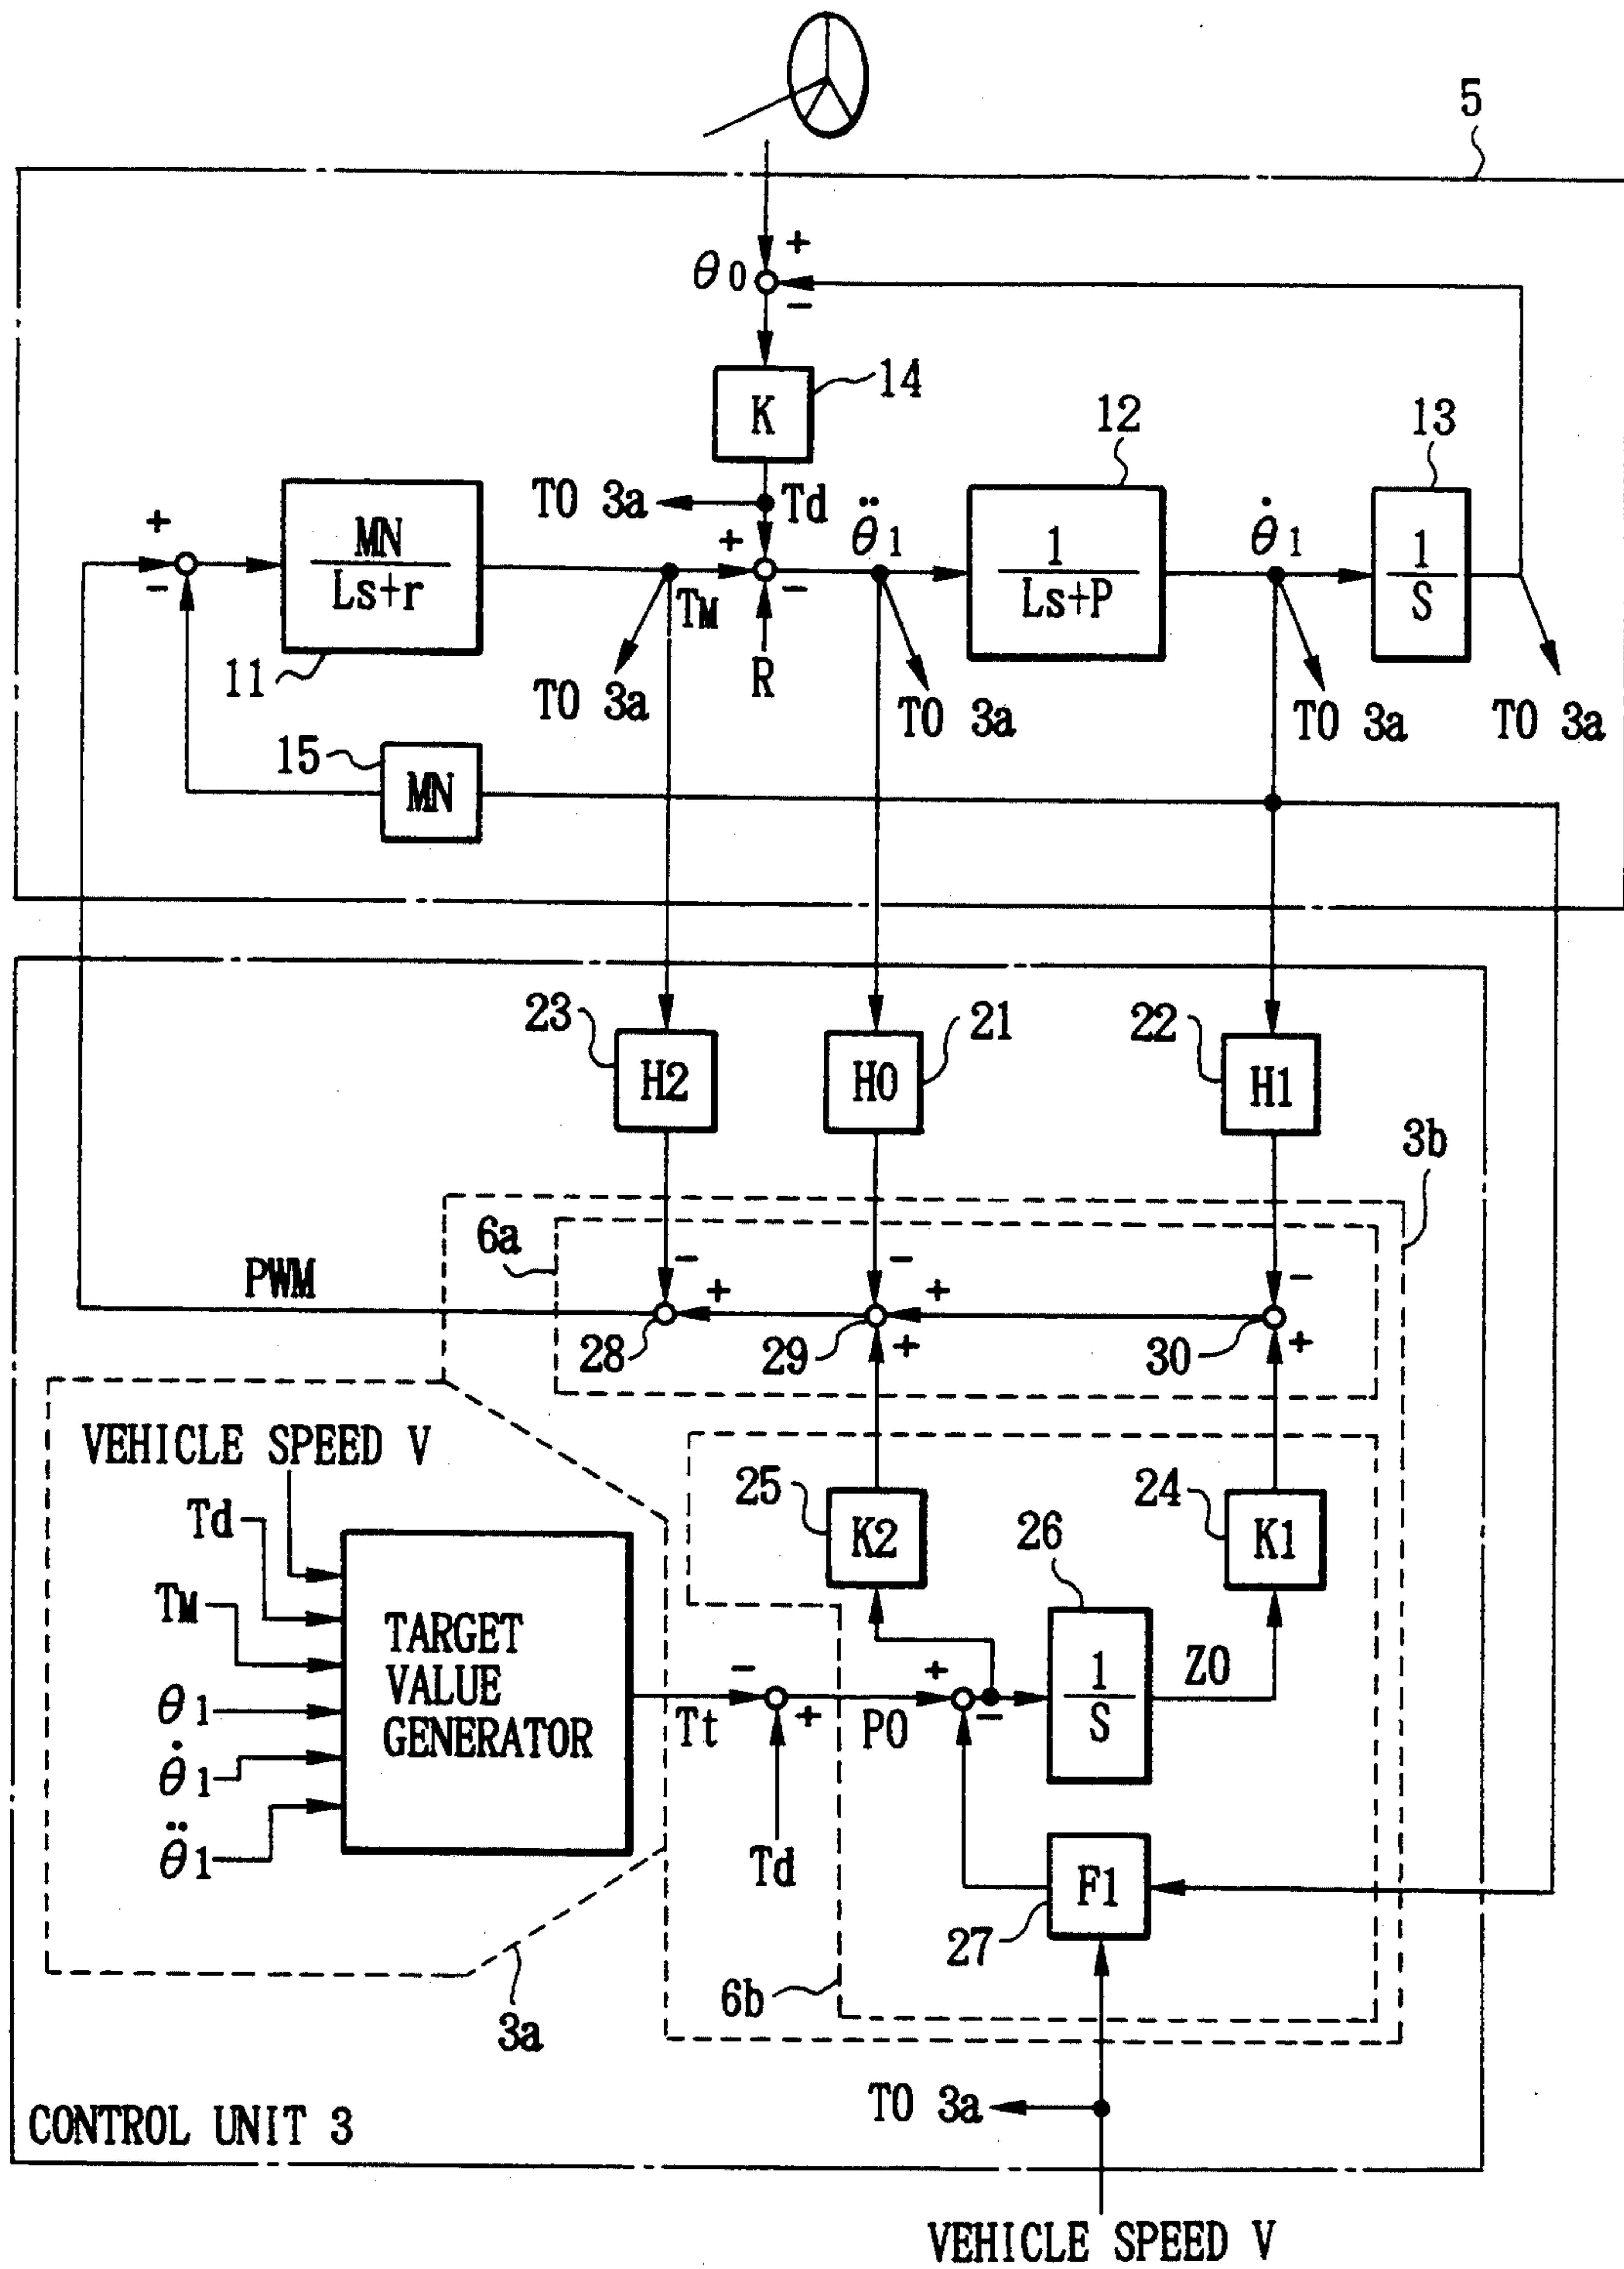 5
+
θ0
−
K
14
12
13
TO 3a
Td
+
−
MN
Ls+r
11
+
TM
−
R
TO 3a
θ̈1
1
Ls+P
θ̇1
1
S
TO 3a
TO 3a
TO 3a
15
MN
23
H2
21
H0
22
H1
3b
6a
PWM
−
+
−
+
−
28
29
+
30
+
VEHICLE SPEED V
Td
TM
θ1
θ̇1
θ̈1
TARGET
VALUE
GENERATOR
25
K2
24
K1
26
1
S
Z0
−
Tt
+
P0
+
−
Td
F1
27
6b
3a
TO 3a
CONTROL UNIT 3
VEHICLE SPEED V